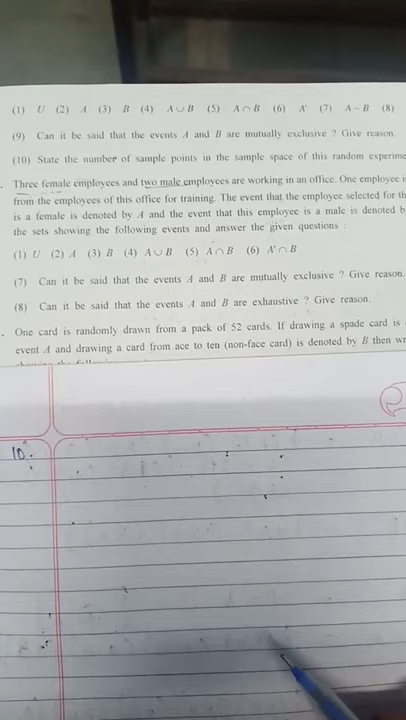 (1) U (2) A (3) B (4) A ∪ B (5) A ∩ B (6) A' (7) A − B (8)
(9) Can it be said that the events A and B are mutually exclusive ? Give reason.
(10) State the number of sample points in the sample space of this random experime
Three female employees and two male employees are working in an office. One employee is
from the employees of this office for training. The event that the employee selected for th
is a female is denoted by A and the event that this employee is a male is denoted b
the sets showing the following events and answer the given questions :
(1) U (2) A (3) B (4) A ∪ B (5) A ∩ B (6) A' ∩ B
(7) Can it be said that the events A and B are mutually exclusive ? Give reason.
(8) Can it be said that the events A and B are exhaustive ? Give reason.
One card is randomly drawn from a pack of 52 cards. If drawing a spade card is
event A and drawing a card from ace to ten (non-face card) is denoted by B then wr
10.